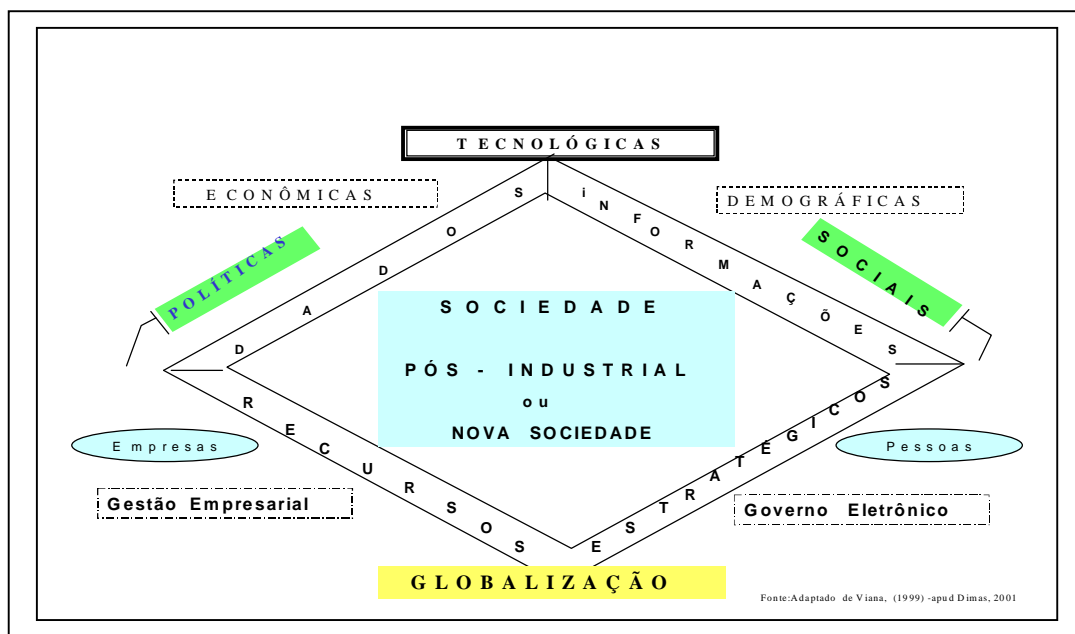 TECNOLÓGICAS
ECONÔMICAS
DEMOGRÁFICAS
POLÍTICAS
SOCIAIS
DADOS
iNFORMAÇÕES
SOCIEDADE
PÓS - INDUSTRIAL
ou
NOVA SOCIEDADE
RECURSOS
ESTRATÉGICOS
Empresas
Pessoas
Gestão Empresarial
Governo Eletrônico
GLOBALIZAÇÃO
Fonte:Adaptado de Viana, (1999) -apud Dimas, 2001